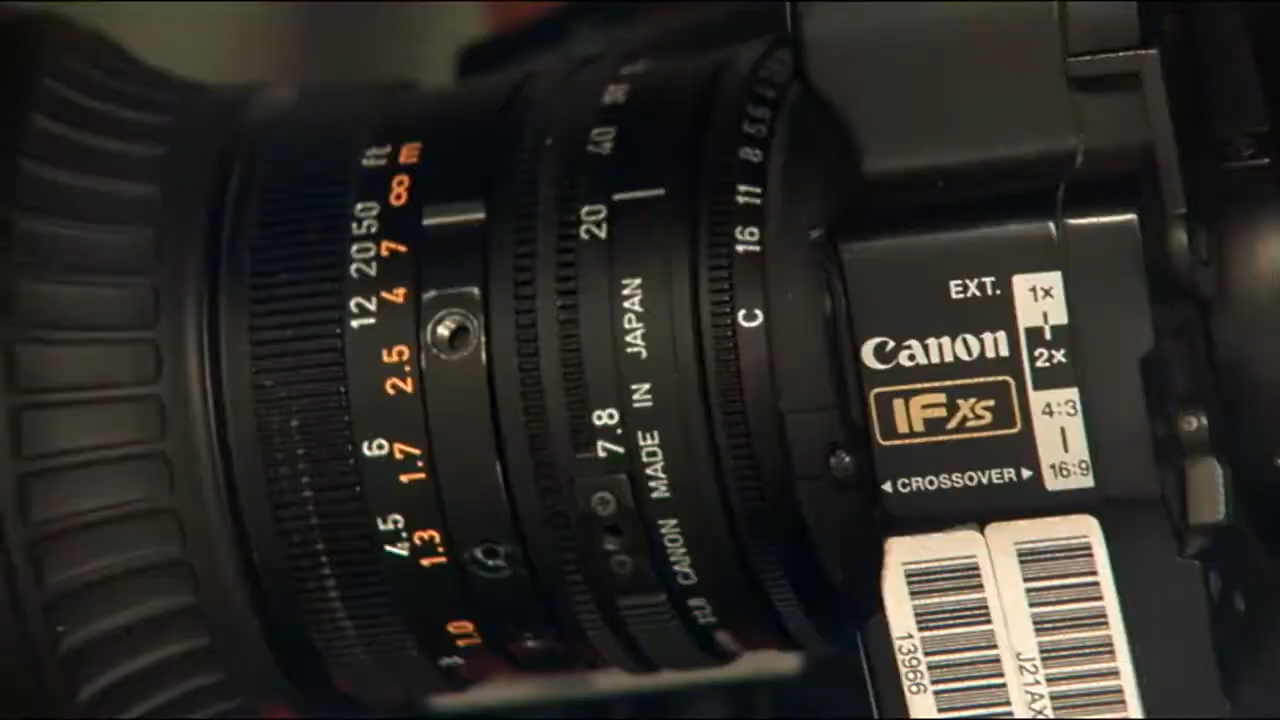 ft 50 20 12 6 4.5 3
m ∞ 7 4 2.5 1.7 1.3 1.0
40 20 7.8
CANON MADE IN JAPAN
5.6 8 11 16 C
EXT.
1x
2x
Canon
IFxs
4:3
16:9
◄CROSSOVER►
13966
J21AX